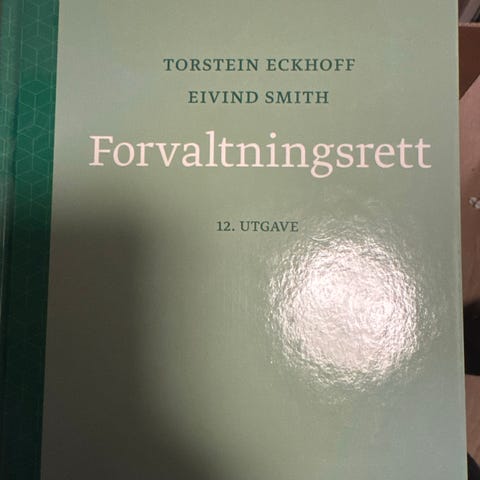 TORSTEIN ECKHOFF
EIVIND SMITH
Forvaltningsrett
12. UTGAVE